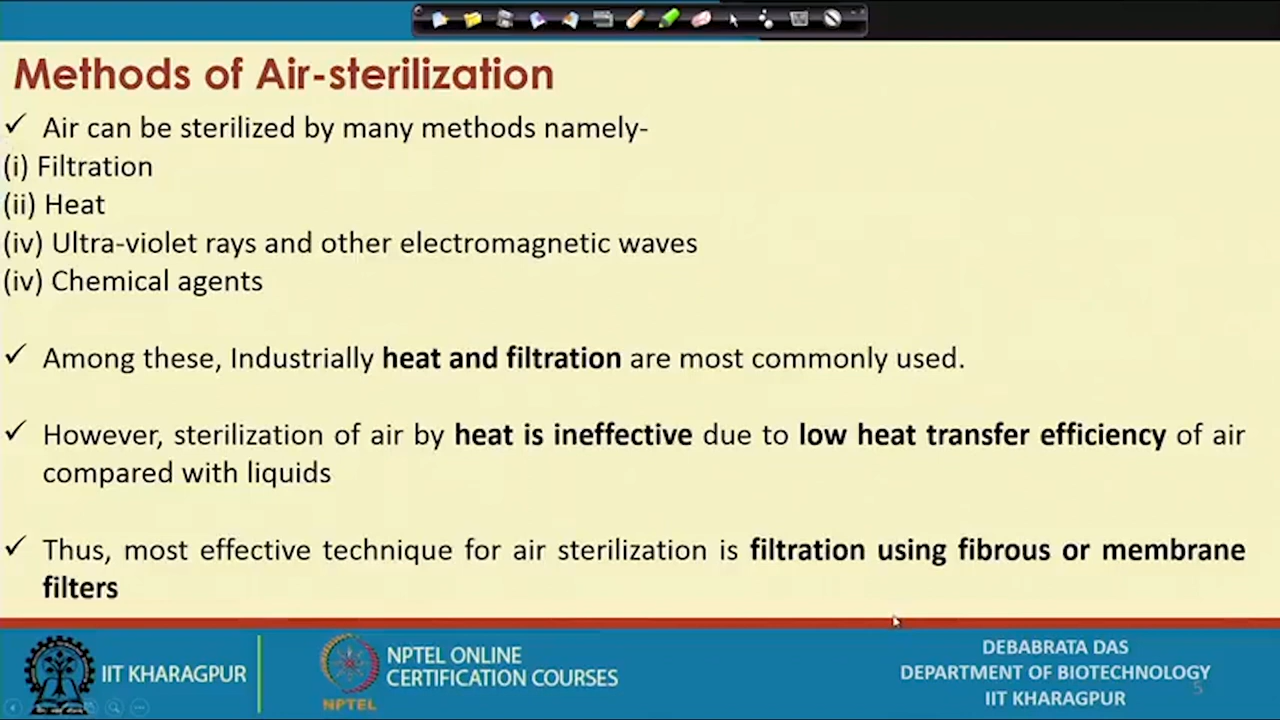 Methods of Air-sterilization
✓ Air can be sterilized by many methods namely-
(i) Filtration
(ii) Heat
(iv) Ultra-violet rays and other electromagnetic waves
(iv) Chemical agents
✓ Among these, Industrially heat and filtration are most commonly used.
✓ However, sterilization of air by heat is ineffective due to low heat transfer efficiency of air
compared with liquids
✓ Thus, most effective technique for air sterilization is filtration using fibrous or membrane
filters
IIT KHARAGPUR
NPTEL
NPTEL ONLINE
CERTIFICATION COURSES
DEBABRATA DAS
DEPARTMENT OF BIOTECHNOLOGY
IIT KHARAGPUR
5